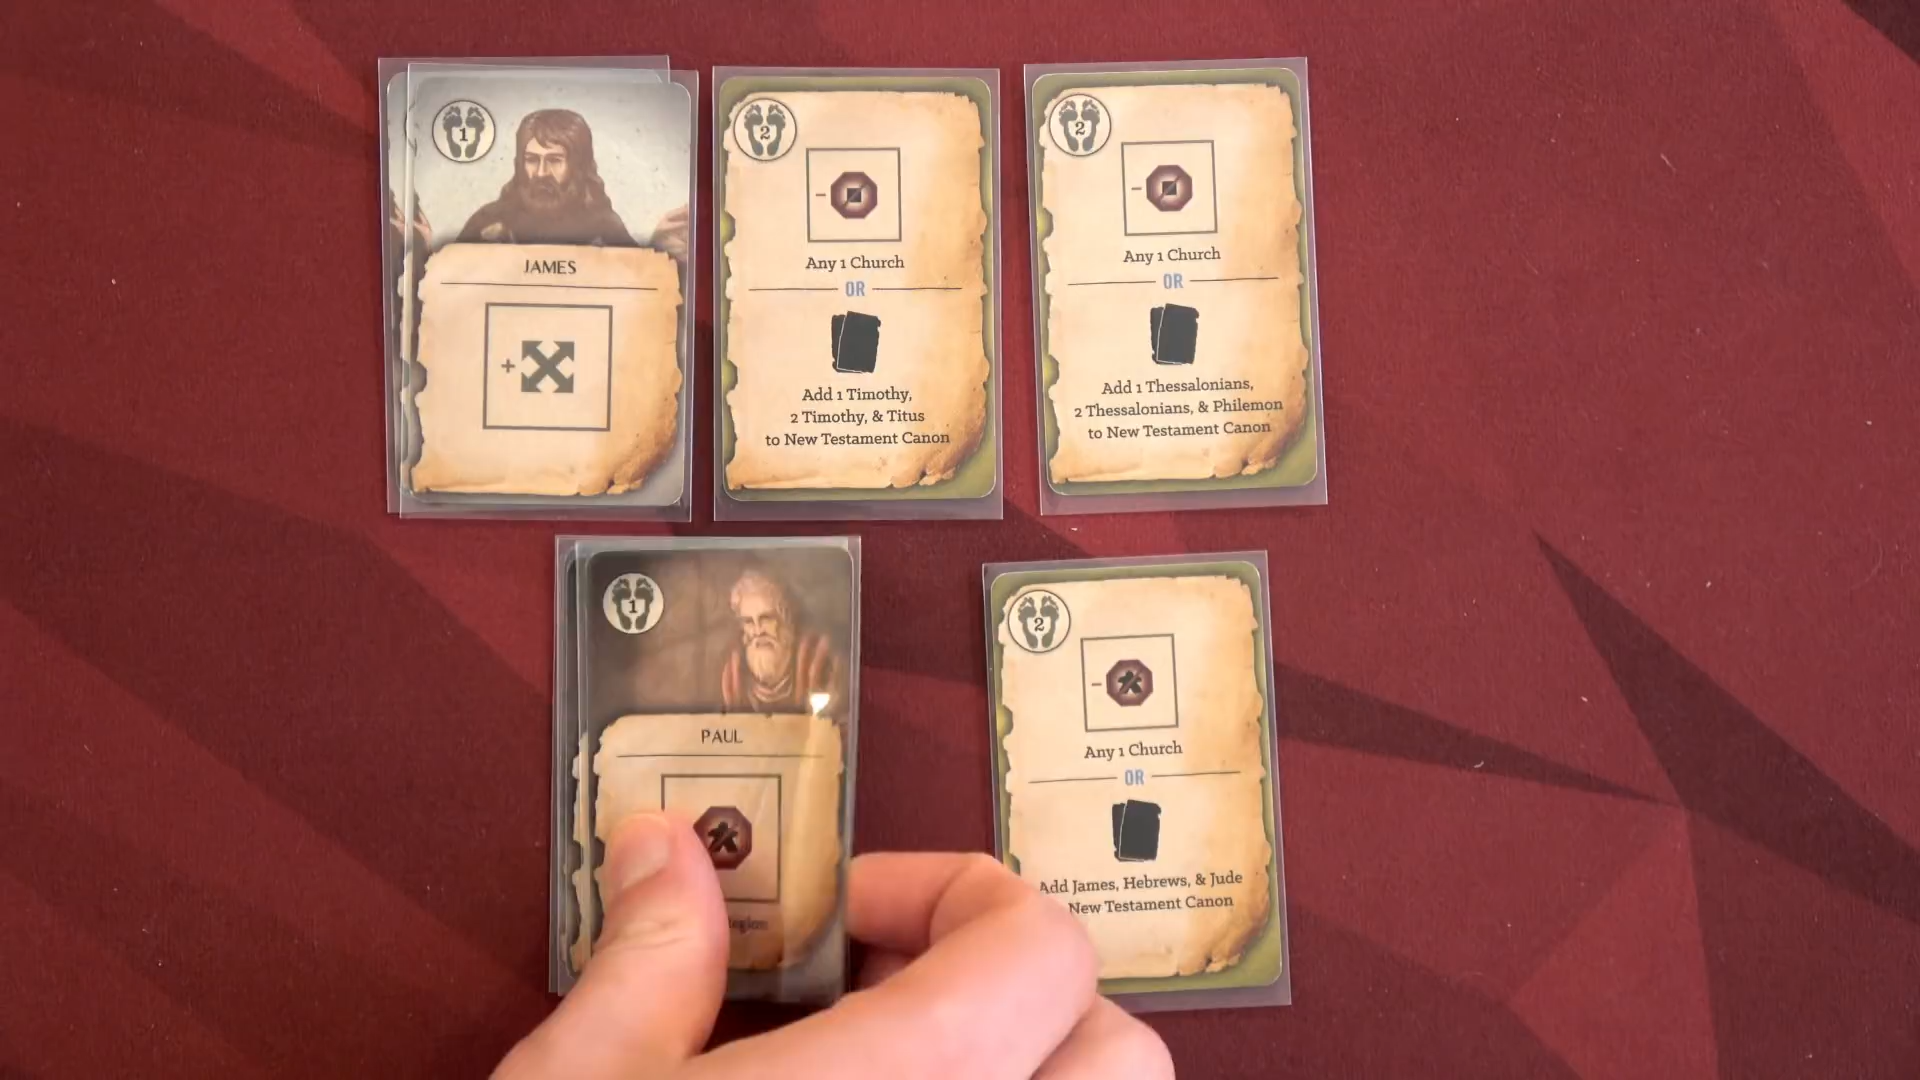 1
JAMES
+
2
-
Any 1 Church
OR
Add 1 Timothy,
2 Timothy, & Titus
to New Testament Canon
2
-
Any 1 Church
OR
Add 1 Thessalonians,
2 Thessalonians, & Philemon
to New Testament Canon
1
PAUL
2
-
Any 1 Church
OR
Add James, Hebrews, & Jude
New Testament Canon